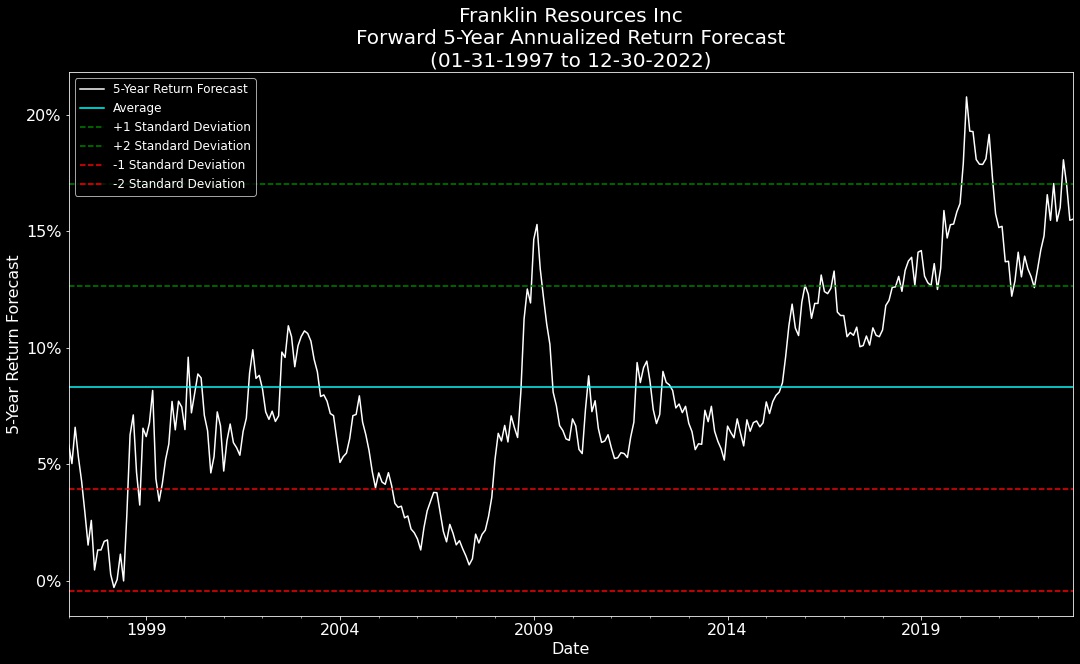 Franklin Resources Inc
Forward 5-Year Annualized Return Forecast
(01-31-1997 to 12-30-2022)
5-Year Return Forecast
Average
+1 Standard Deviation
+2 Standard Deviation
-1 Standard Deviation
-2 Standard Deviation
5-Year Return Forecast
20%
15%
10%
5%
0%
1999 2004 2009 2014 2019
Date